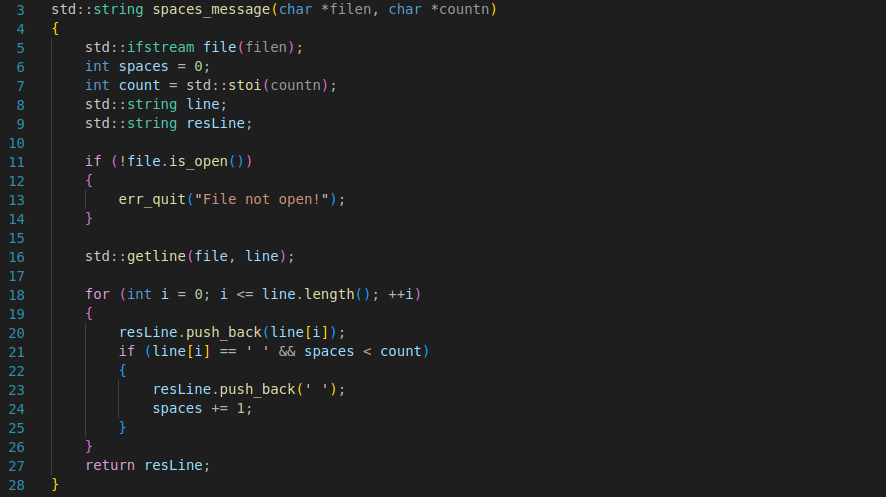 3 std::string spaces_message(char *filen, char *countn)
4 {
5     std::ifstream file(filen);
6     int spaces = 0;
7     int count = std::stoi(countn);
8     std::string line;
9     std::string resLine;
10
11     if (!file.is_open())
12     {
13         err_quit("File not open!");
14     }
15
16     std::getline(file, line);
17
18     for (int i = 0; i <= line.length(); ++i)
19     {
20         resLine.push_back(line[i]);
21         if (line[i] == ' ' && spaces < count)
22         {
23             resLine.push_back(' ');
24             spaces += 1;
25         }
26     }
27     return resLine;
28 }